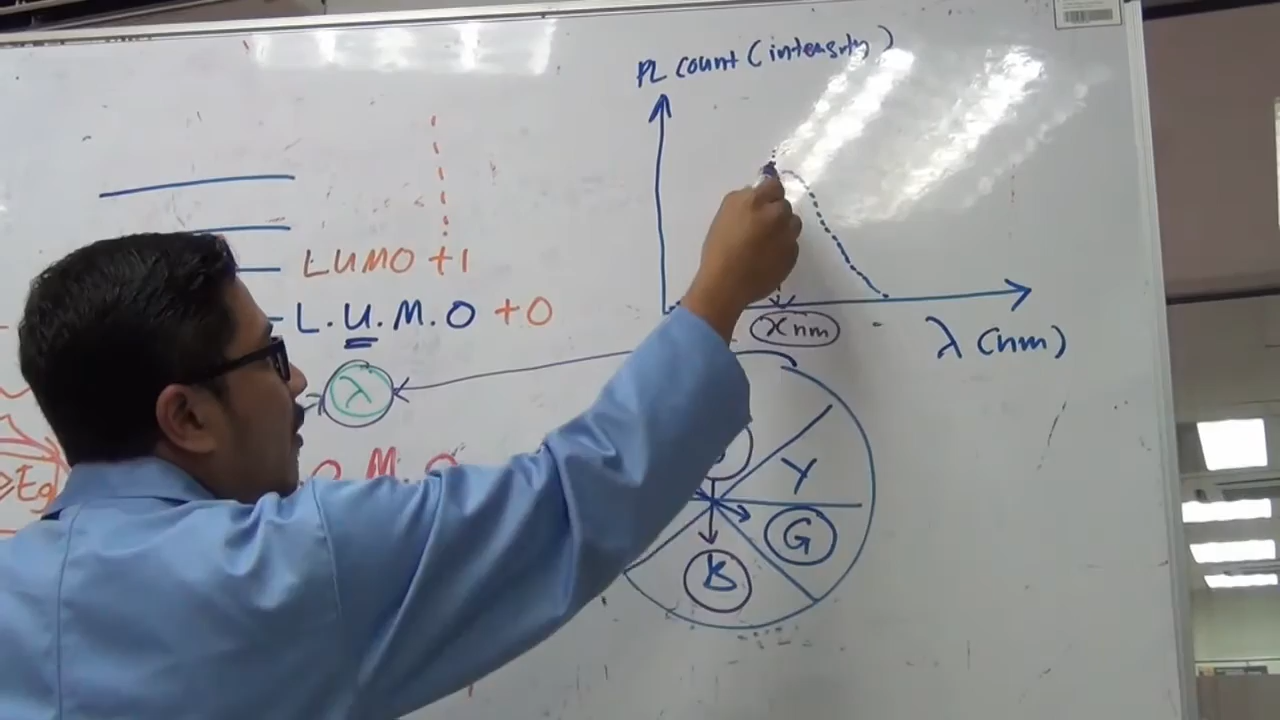 PL count (intensity)
LUMO +1
L.U.M.O +0
x nm
λ (nm)
λ
O. M. O
Eg
Y
G
B